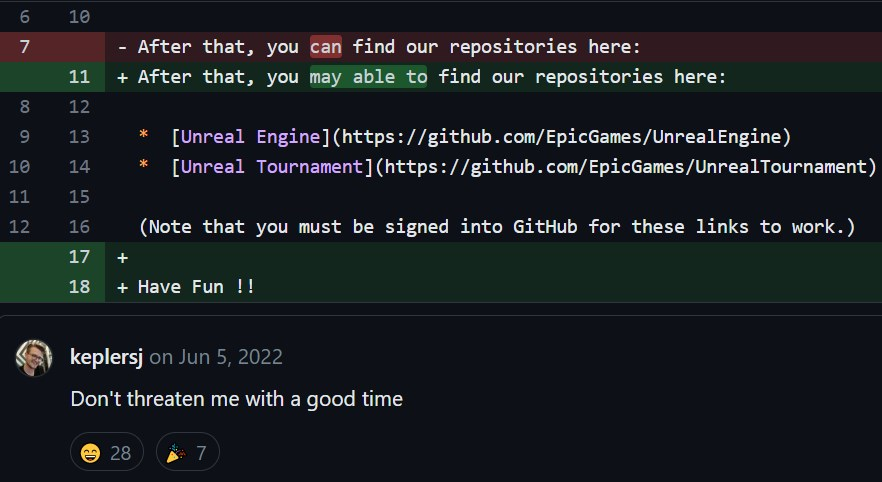 6 10
7 - After that, you can find our repositories here:
11 + After that, you may able to find our repositories here:
8 12
9 13 * [Unreal Engine](https://github.com/EpicGames/UnrealEngine)
10 14 * [Unreal Tournament](https://github.com/EpicGames/UnrealTournament)
11 15
12 16 (Note that you must be signed into GitHub for these links to work.)
17 +
18 + Have Fun !!
keplersj on Jun 5, 2022
Don't threaten me with a good time
😄 28 🎉 7